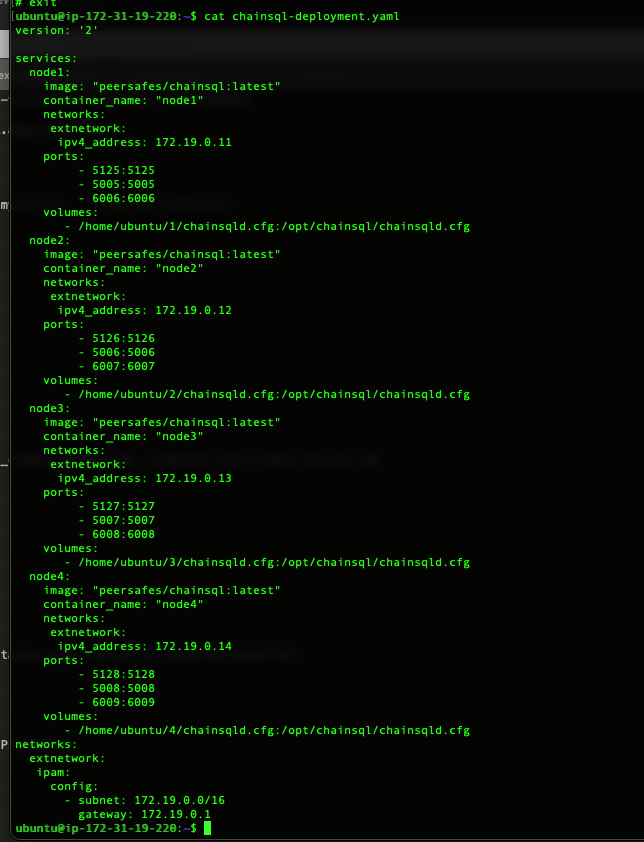 # exit
ubuntu@ip-172-31-19-220:~$ cat chainsql-deployment.yaml
version: '2'

services:
  node1:
    image: "peersafes/chainsql:latest"
    container_name: "node1"
    networks:
     extnetwork:
      ipv4_address: 172.19.0.11
    ports:
         - 5125:5125
         - 5005:5005
         - 6006:6006
    volumes:
       - /home/ubuntu/1/chainsqld.cfg:/opt/chainsql/chainsqld.cfg
  node2:
    image: "peersafes/chainsql:latest"
    container_name: "node2"
    networks:
     extnetwork:
      ipv4_address: 172.19.0.12
    ports:
         - 5126:5126
         - 5006:5006
         - 6007:6007
    volumes:
       - /home/ubuntu/2/chainsqld.cfg:/opt/chainsql/chainsqld.cfg
  node3:
    image: "peersafes/chainsql:latest"
    container_name: "node3"
    networks:
     extnetwork:
      ipv4_address: 172.19.0.13
    ports:
         - 5127:5127
         - 5007:5007
         - 6008:6008
    volumes:
       - /home/ubuntu/3/chainsqld.cfg:/opt/chainsql/chainsqld.cfg
  node4:
    image: "peersafes/chainsql:latest"
    container_name: "node4"
    networks:
     extnetwork:
      ipv4_address: 172.19.0.14
    ports:
         - 5128:5128
         - 5008:5008
         - 6009:6009
    volumes:
       - /home/ubuntu/4/chainsqld.cfg:/opt/chainsql/chainsqld.cfg
networks:
  extnetwork:
   ipam:
     config:
       - subnet: 172.19.0.0/16
         gateway: 172.19.0.1
ubuntu@ip-172-31-19-220:~$